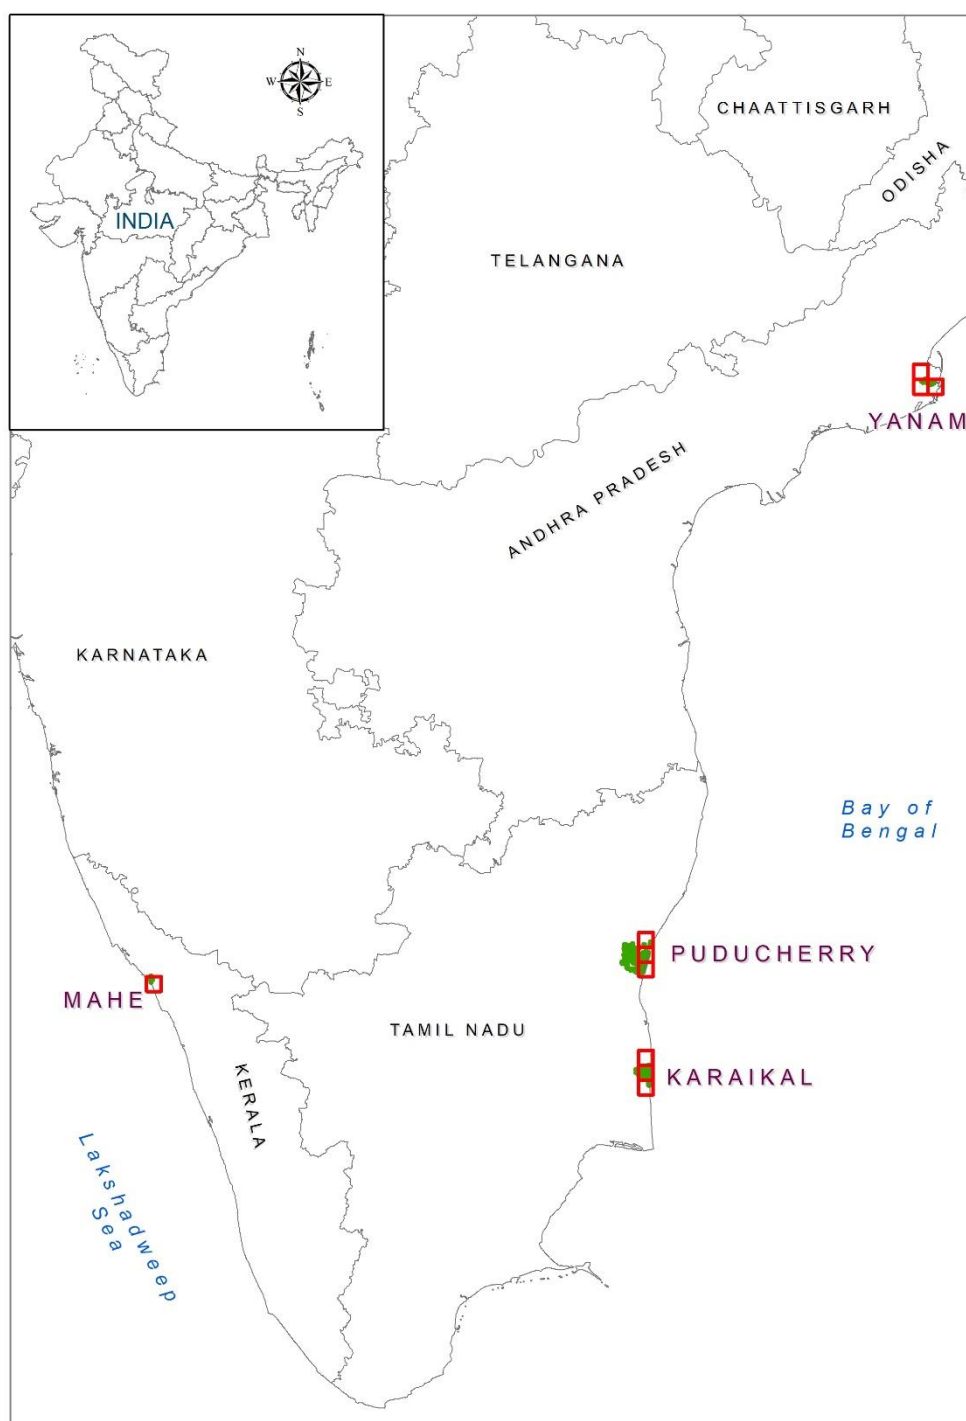 N
W E
S
INDIA
CHAATTISGARH
ODISHA
TELANGANA
YANAM
ANDHRA PRADESH
KARNATAKA
Bay of
Bengal
PUDUCHERRY
MAHE
TAMIL NADU
KARAIKAL
KERALA
Lakshadweep
Sea